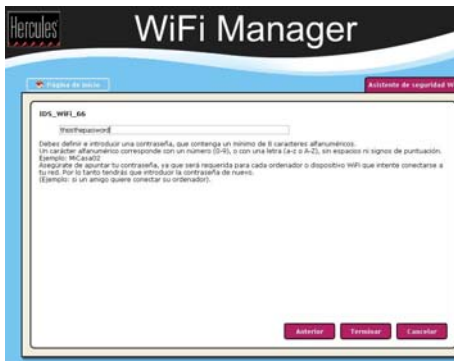 Hercules
WiFi Manager
Página de inicio
Asistente de seguridad W
IDS_WiFi_66
thisisthepassword
Debes definir e introducir una contraseña, que contenga un mínimo de 8 caracteres alfanuméricos.
Un carácter alfanumérico corresponde con un número (0-9), o con una letra (a-z o A-Z), sin espacios ni signos de puntuación.
Ejemplo: MiCasa02
Asegúrate de apuntar tu contraseña, ya que será requerida para cada ordenador o dispositivo WiFi que intente conectarse a
tu red. Por lo tanto tendrás que introducir la contraseña de nuevo.
(Ejemplo: si un amigo quiere conectar su ordenador).
Anterior
Terminar
Cancelar